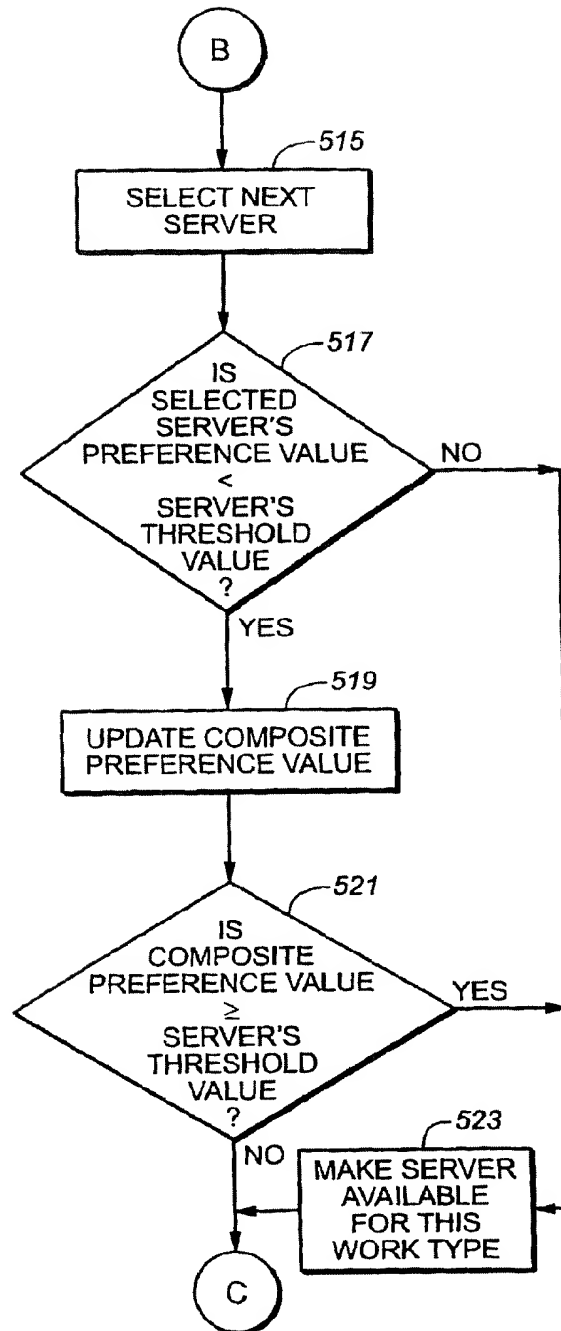 B
515
SELECT NEXT
SERVER
517
IS
SELECTED
SERVER'S
PREFERENCE VALUE
<
SERVER'S
THRESHOLD
VALUE
?
NO
YES
519
UPDATE COMPOSITE
PREFERENCE VALUE
521
IS
COMPOSITE
PREFERENCE VALUE
≥
SERVER'S
THRESHOLD
VALUE
?
YES
NO
523
MAKE SERVER
AVAILABLE
FOR THIS
WORK TYPE
C